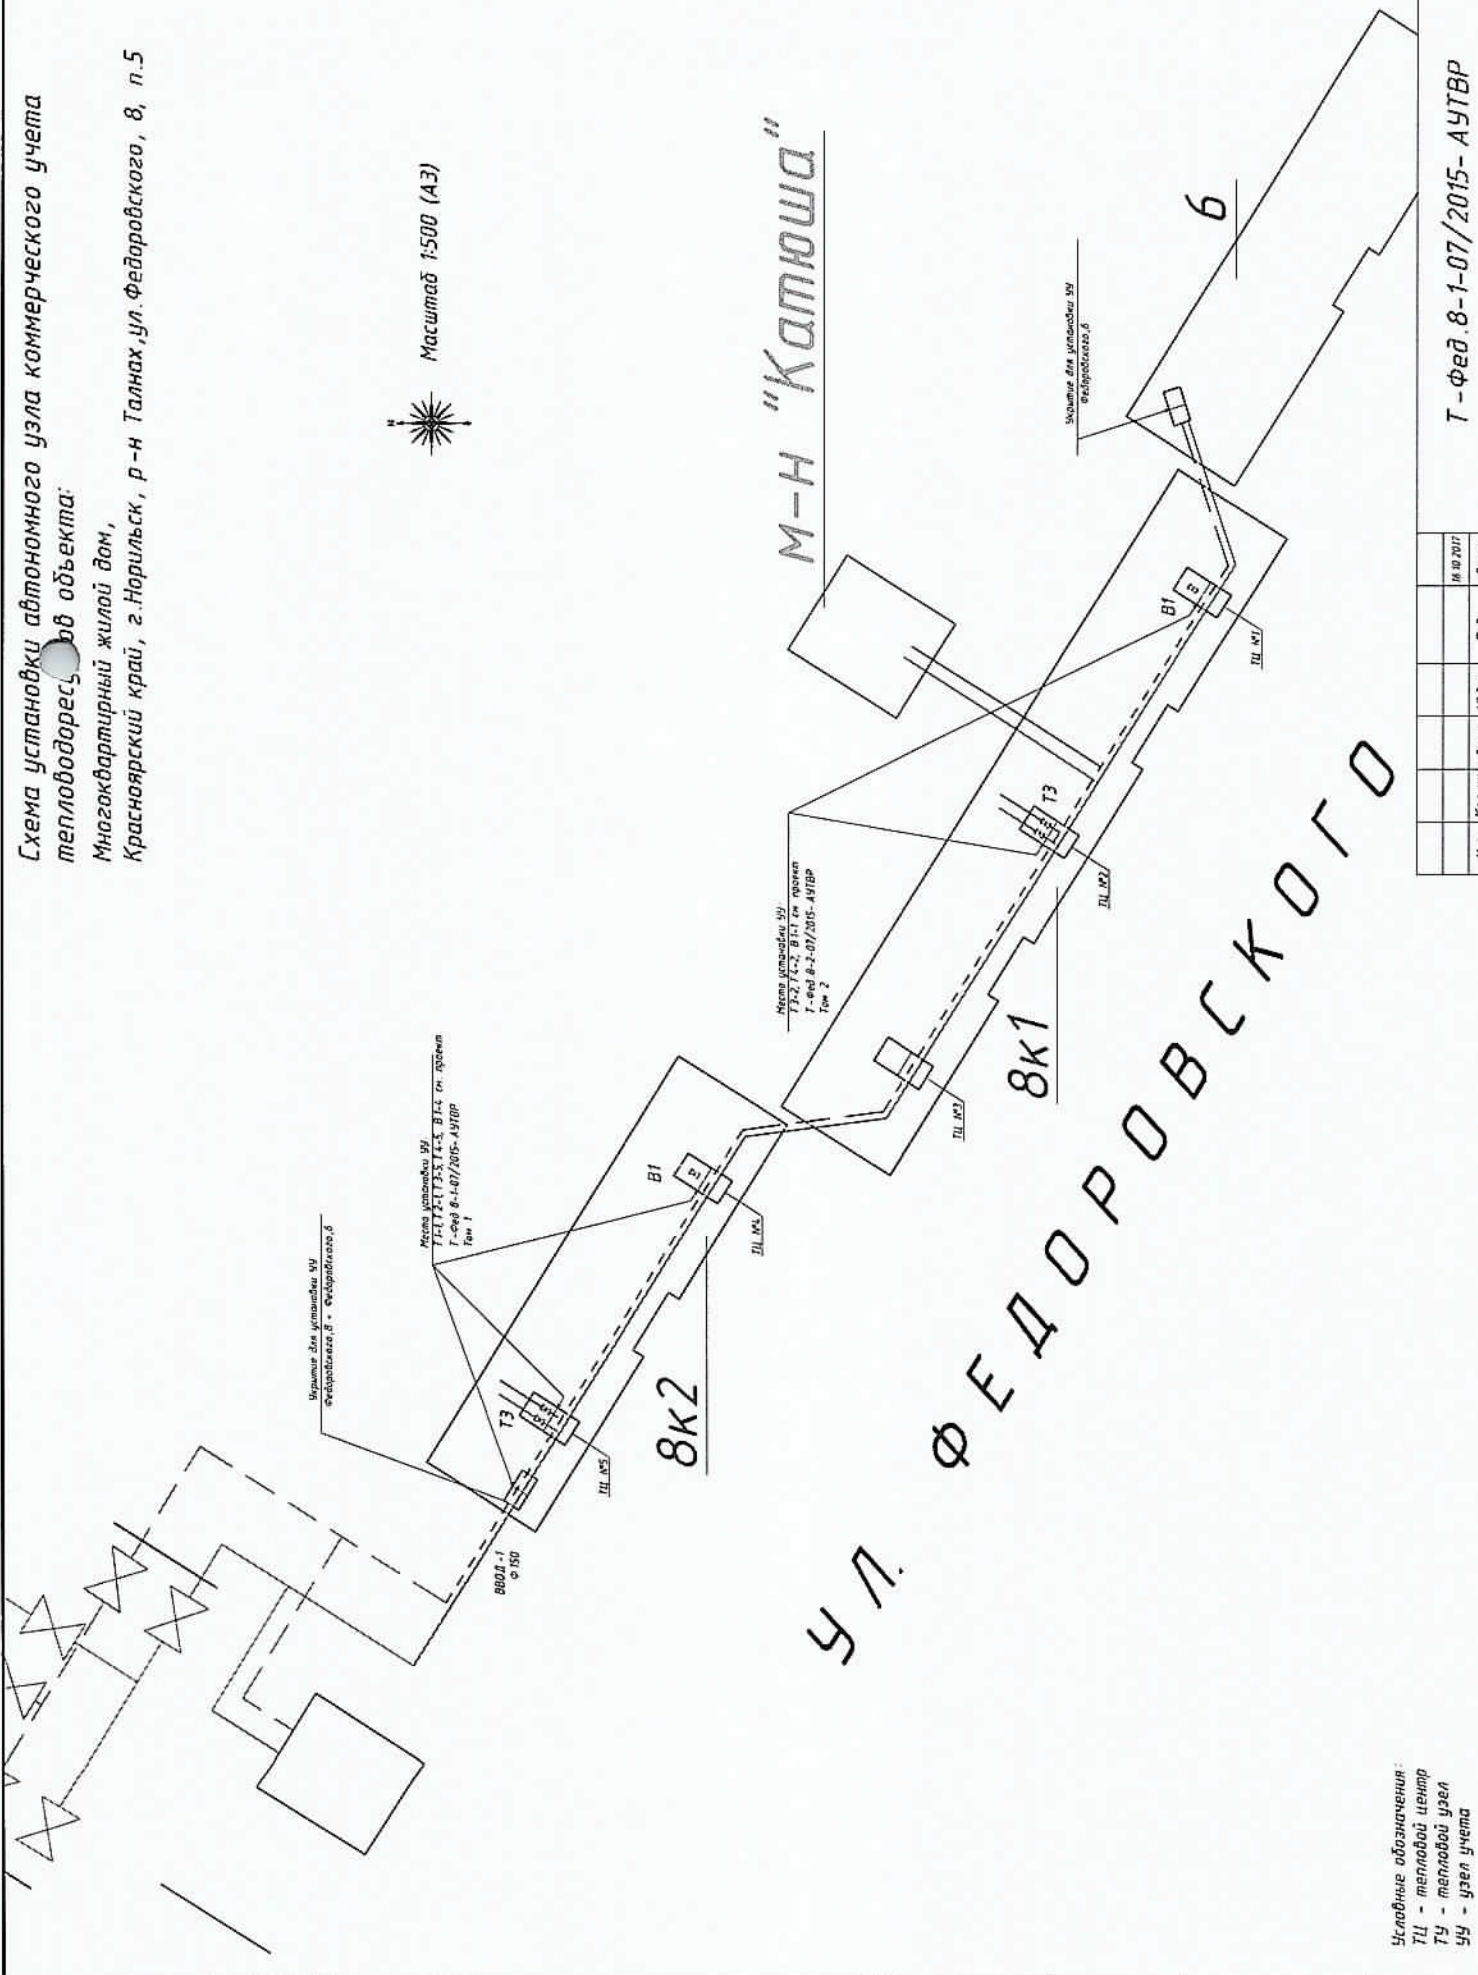 Схема установки автономного узла коммерческого учета
объекта:
Многоквартирный жилой дом,
Красноярский край, г.Норильск, р-н Талнах,ул.Федоровского, 8, п.5
Масштаб 1:500 (А3)
м-н "Катюша"
Укрытие для установки УУ
Федоровского,8 + Федоровского,6
Место установки УУ
Т1-1,Т2-1,Т3-5,Т4-5, В1-4 см. проект
Т-Фед 8-1-07/2015- АУТВР
Том 1
Место установки УУ
Т3-2,Т4-2, В1-1 см проект
Т-Фед.8-2-07/2015- АУТВР
Том 2
Укрытие для установки УУ
Федоровского,6
ВВОД -1
Ф150
Т3
ТЦ №5
В1
ТЦ №4
8к2
ТЦ №3
Т3
ТЦ №2
8к1
В1
ТЦ №1
6
УЛ. ФЕДОРОВСКОГО
Условные обозначения:
ТЦ - тепловой центр
ТУ - тепловой узел
УУ - узел учета
16.10.2017
Т-Фед.8-1-07/2015- АУТВР